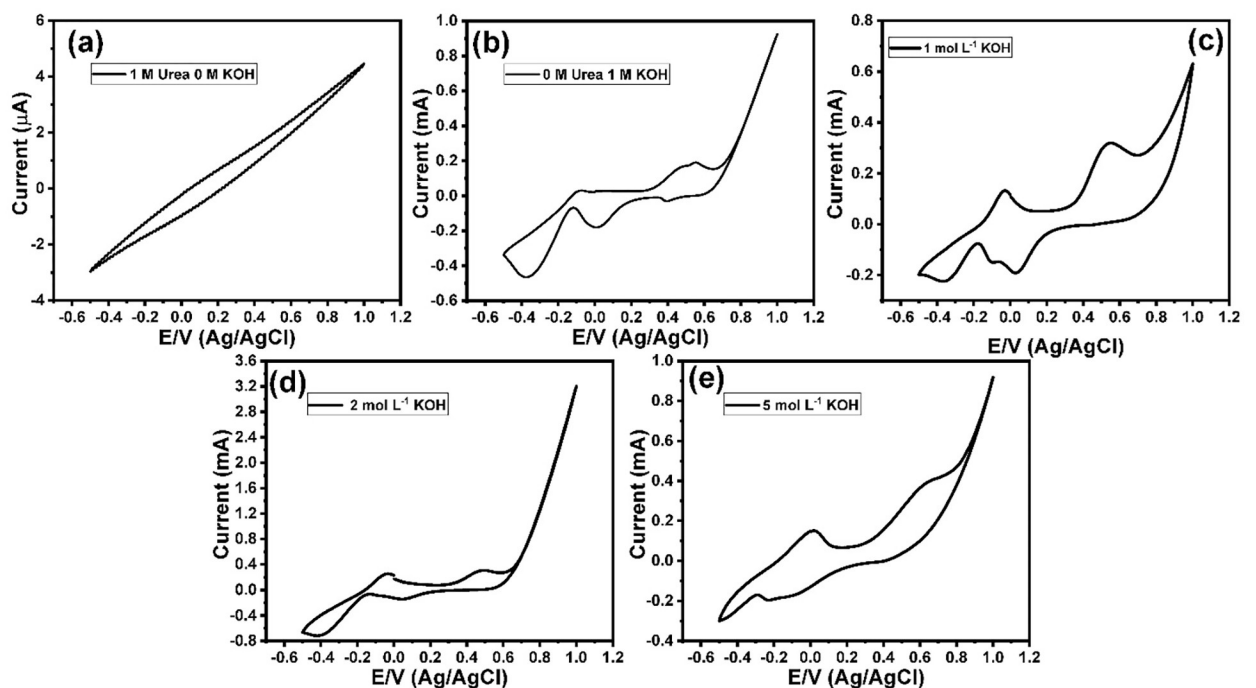 (a)
1 M Urea 0 M KOH
Current (μA)
6
4
2
0
-2
-4
-0.6 -0.4 -0.2 0.0 0.2 0.4 0.6 0.8 1.0 1.2
E/V (Ag/AgCl)
(b)
0 M Urea 1 M KOH
Current (mA)
1.0
0.8
0.6
0.4
0.2
0.0
-0.2
-0.4
-0.6
-0.6 -0.4 -0.2 0.0 0.2 0.4 0.6 0.8 1.0 1.2
E/V (Ag/AgCl)
(c)
1 mol L⁻¹ KOH
Current (mA)
0.8
0.6
0.4
0.2
0.0
-0.2
-0.6 -0.4 -0.2 0.0 0.2 0.4 0.6 0.8 1.0 1.2
E/V (Ag/AgCl)
(d)
2 mol L⁻¹ KOH
Current (mA)
3.6
3.2
2.8
2.4
2.0
1.6
1.2
0.8
0.4
0.0
-0.4
-0.8
-0.6 -0.4 -0.2 0.0 0.2 0.4 0.6 0.8 1.0 1.2
E/V (Ag/AgCl)
(e)
5 mol L⁻¹ KOH
Current (mA)
1.0
0.8
0.6
0.4
0.2
0.0
-0.2
-0.4
-0.6 -0.4 -0.2 0.0 0.2 0.4 0.6 0.8 1.0 1.2
E/V (Ag/AgCl)